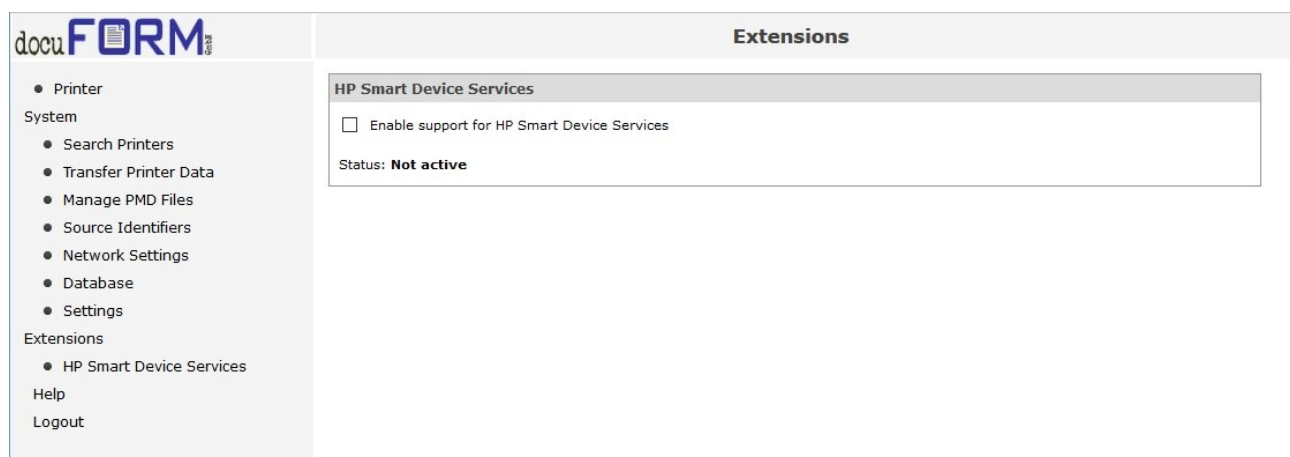 docuFORM GmbH
Extensions
Printer
System
Search Printers
Transfer Printer Data
Manage PMD Files
Source Identifiers
Network Settings
Database
Settings
Extensions
HP Smart Device Services
Help
Logout
HP Smart Device Services
Enable support for HP Smart Device Services
Status: Not active